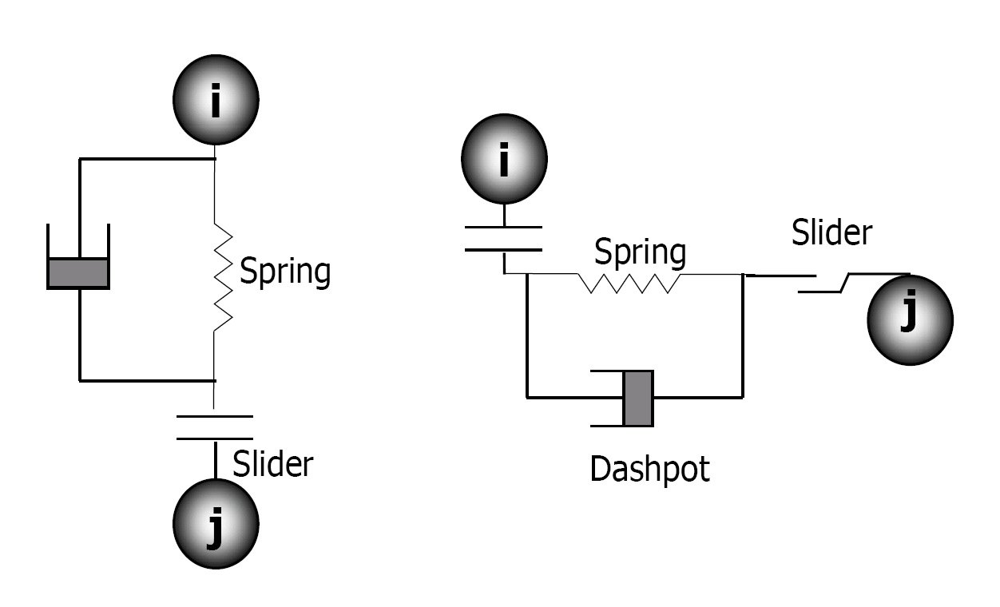 i
Spring
Slider
j
i
Spring
Slider
j
Dashpot